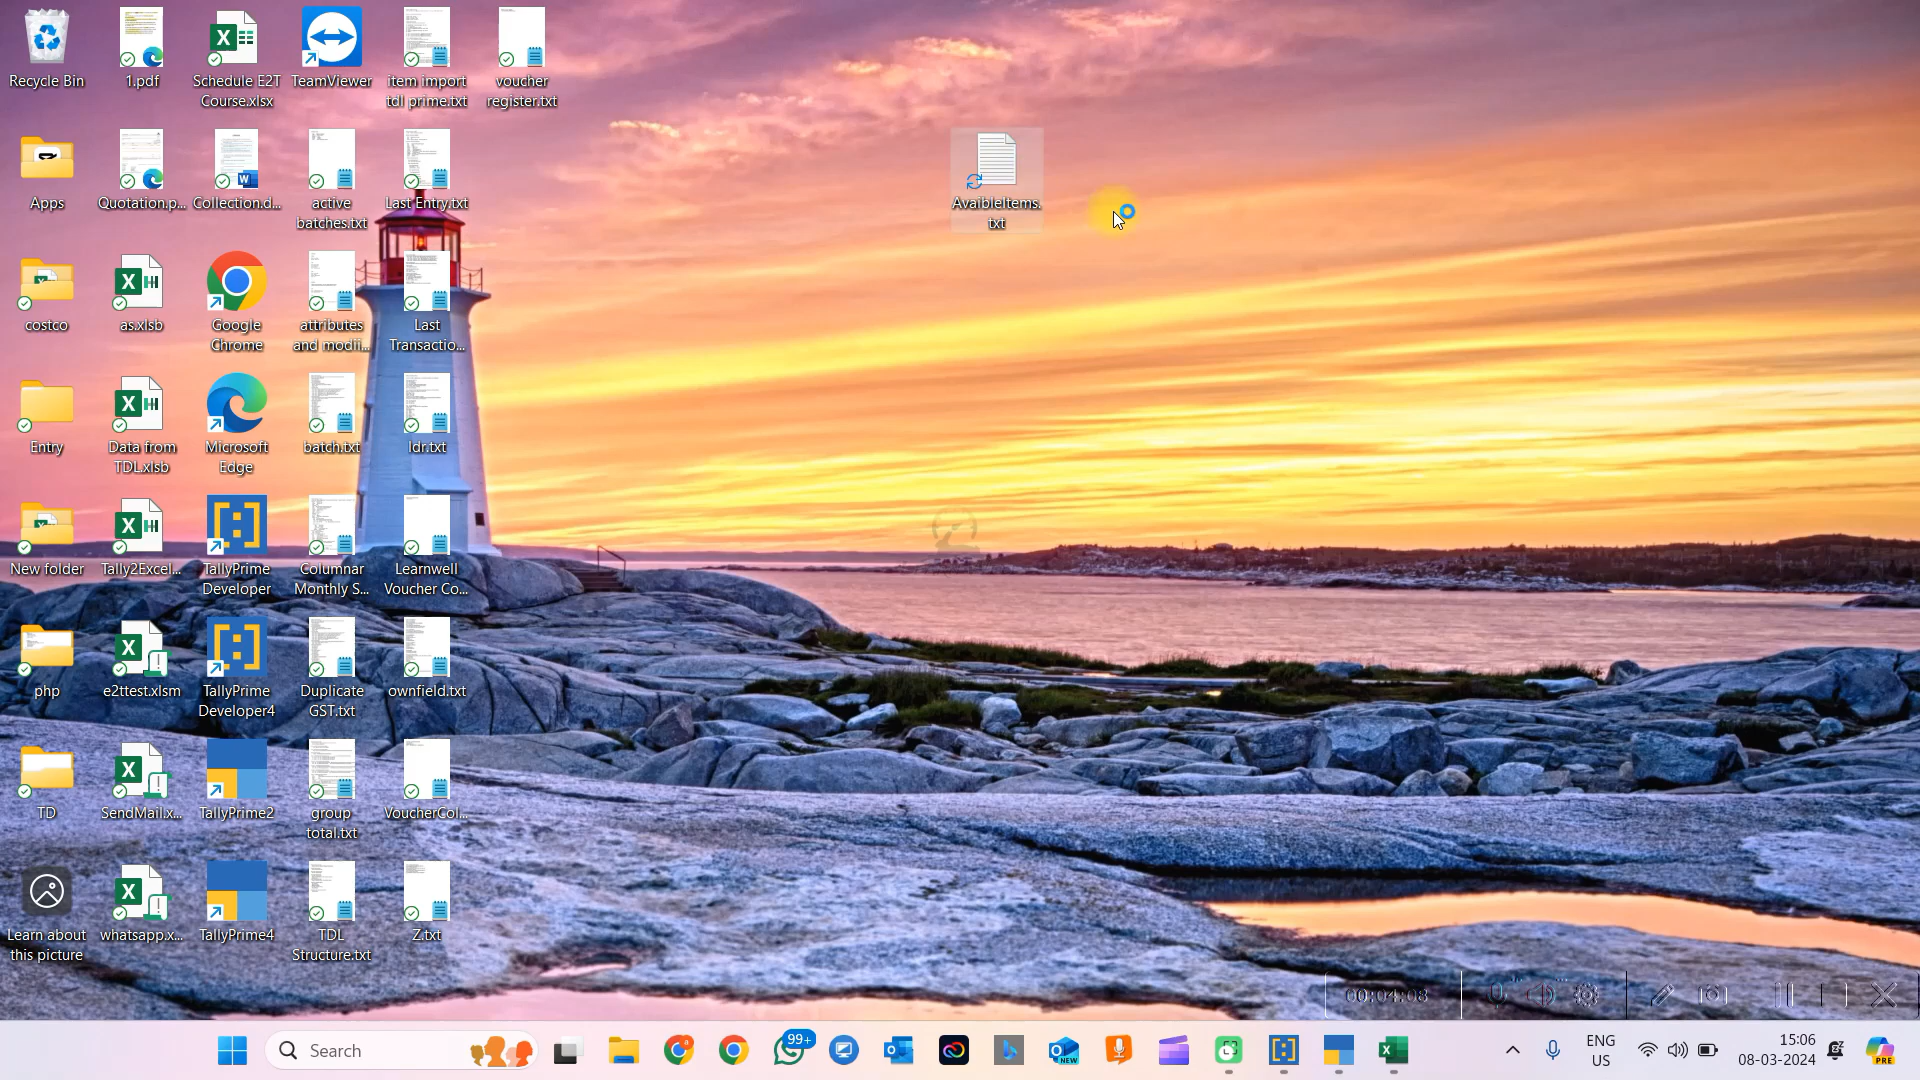 Recycle Bin
1.pdf
Schedule E2T
Course.xlsx
TeamViewer
item import
tdl prime.txt
voucher
register.txt
Apps
Quotation.p...
Collection.d...
active
batches.txt
Last Entry.txt
AvaibleItems.
txt
costco
as.xlsb
Google
Chrome
attributes
and modii...
Last
Transactio...
Entry
Data from
TDL.xlsb
Microsoft
Edge
batch.txt
ldr.txt
New folder
Tally2Excel...
TallyPrime
Developer
Columnar
Monthly S...
Learnwell
Voucher Co...
php
e2ttest.xlsm
TallyPrime
Developer4
Duplicate
GST.txt
ownfield.txt
TD
SendMail.x...
TallyPrime2
group
total.txt
VoucherCol...
Learn about
this picture
whatsapp.x...
TallyPrime4
TDL
Structure.txt
Z.txt
00:04:08
Search
99+
NEW
ENG
US
15:06
08-03-2024
PRE